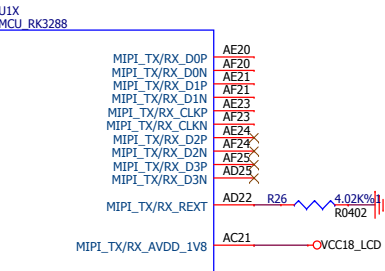 U1X
MCU_RK3288
MIPI_TX/RX_D0P AE20
MIPI_TX/RX_D0N AF20
MIPI_TX/RX_D1P AE21
MIPI_TX/RX_D1N AF21
MIPI_TX/RX_CLKP AE23
MIPI_TX/RX_CLKN AF23
MIPI_TX/RX_D2P AE24
MIPI_TX/RX_D2N AF24
MIPI_TX/RX_D3P AF25
MIPI_TX/RX_D3N AD25
MIPI_TX/RX_REXT AD22 R26 4.02K%1
R0402
MIPI_TX/RX_AVDD_1V8 AC21 VCC18_LCD